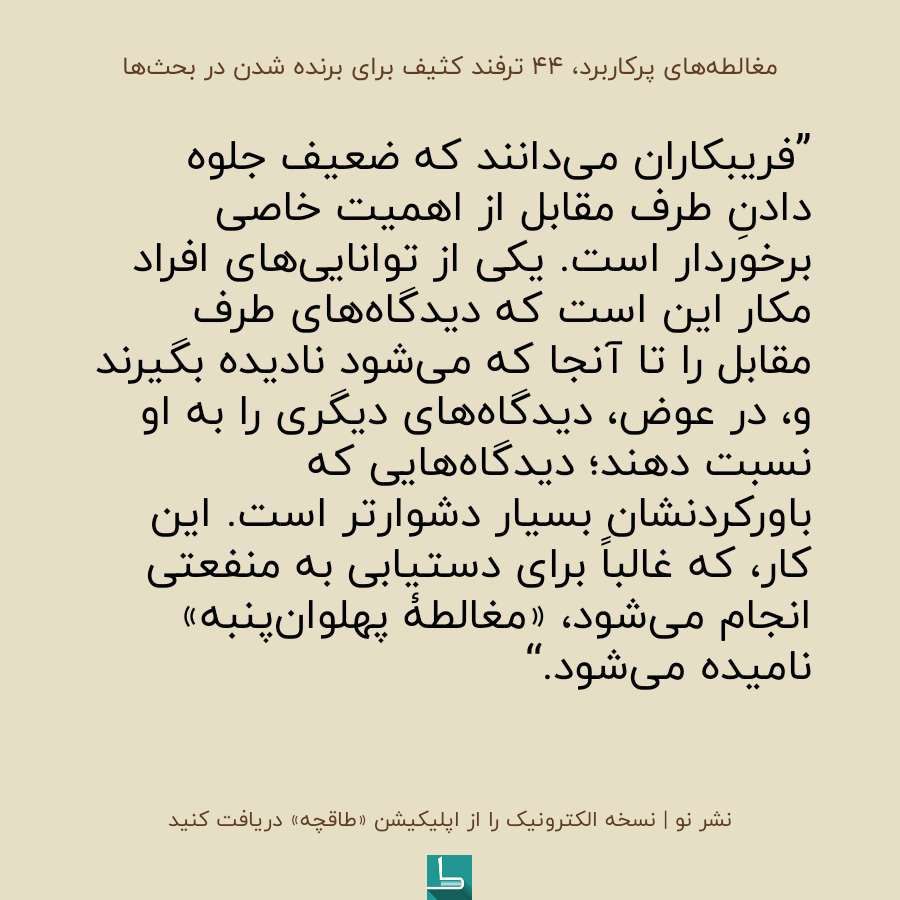 مغالطه‌های پرکاربرد، ۴۴ ترفند کثیف برای برنده شدن در بحث‌ها
”فریبکاران می‌دانند که ضعیف جلوه
دادنِ طرف مقابل از اهمیت خاصی
برخوردار است. یکی از توانایی‌های افراد
مکار این است که دیدگاه‌های طرف
مقابل را تا آنجا که می‌شود نادیده بگیرند
و، در عوض، دیدگاه‌های دیگری را به او
نسبت دهند؛ دیدگاه‌هایی که
باورکردنشان بسیار دشوارتر است. این
کار، که غالباً برای دستیابی به منفعتی
انجام می‌شود، «مغالطهٔ پهلوان‌پنبه»
نامیده می‌شود.“
نشر نو | نسخه الکترونیک را از اپلیکیشن «طاقچه» دریافت کنید